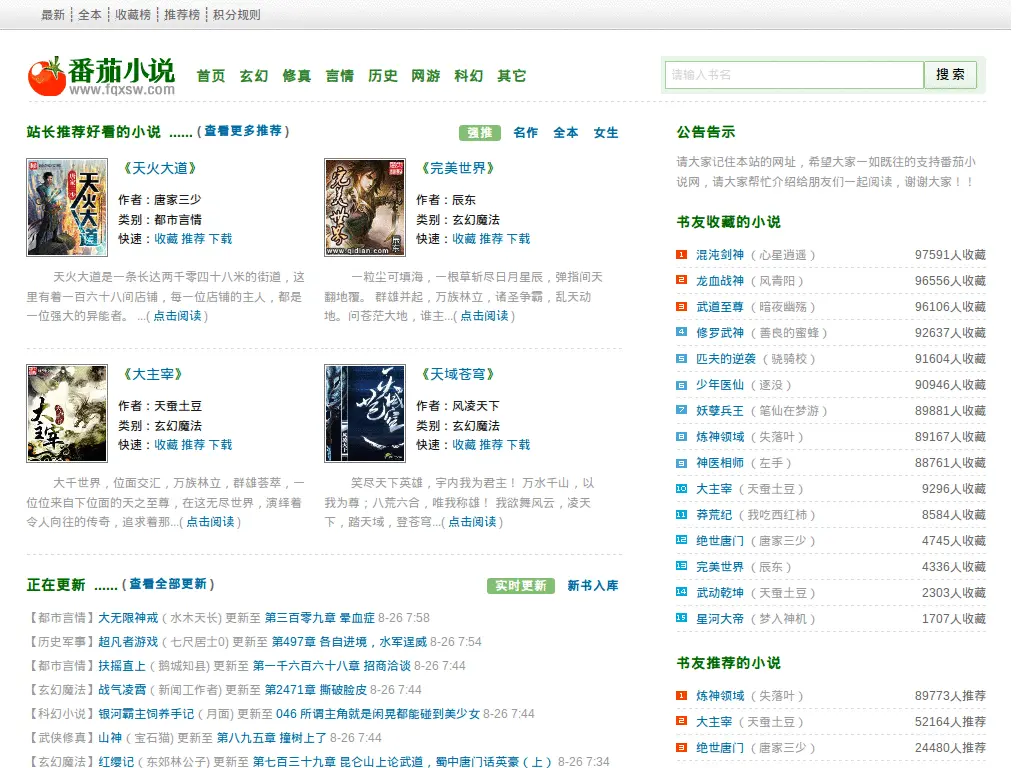 最新 全本 收藏榜 推荐榜 积分规则
番茄小说
www.fqxsw.com
首页 玄幻 修真 言情 历史 网游 科幻 其它
请输入书名
搜 索
站长推荐好看的小说 ...... ( 查看更多推荐 )
强推 名作 全本 女生
天火大道
《天火大道》
作者：唐家三少
类别：都市言情
快速：收藏 推荐 下载
天火大道是一条长达两千零四十八米的街道，这
里有着一百六十八间店铺，每一位店铺的主人，都是
一位强大的异能者。 ...( 点击阅读 )
完美世界
辰东
www.qidian.com
《完美世界》
作者：辰东
类别：玄幻魔法
快速：收藏 推荐 下载
一粒尘可填海，一根草斩尽日月星辰，弹指间天
翻地覆。 群雄并起，万族林立，诸圣争霸，乱天动
地。问苍茫大地，谁主...( 点击阅读 )
大主宰
《大主宰》
作者：天蚕土豆
类别：玄幻魔法
快速：收藏 推荐 下载
大千世界，位面交汇，万族林立，群雄荟萃，一
位位来自下位面的天之至尊，在这无尽世界，演绎着
令人向往的传奇，追求着那...( 点击阅读 )
《天域苍穹》
作者：风凌天下
类别：玄幻魔法
快速：收藏 推荐 下载
笑尽天下英雄，宇内我为君主！ 万水千山，以
我为尊；八荒六合，唯我称雄！ 我欲舞风云，凌天
下，踏天域，登苍穹...( 点击阅读 )
正在更新 ...... ( 查看全部更新 )
实时更新 新书入库
【都市言情】大无限神戒 ( 水木天长) 更新至 第三百零九章 晕血症 8-26 7:58
【历史军事】超凡者游戏 ( 七尺居士0) 更新至 第497章 各自进境，水军逞威 8-26 7:54
【都市言情】扶摇直上 ( 鹅城知县) 更新至 第一千六百六十八章 招商洽谈 8-26 7:44
【玄幻魔法】战气凌霄 ( 新闻工作者) 更新至 第2471章 撕破脸皮 8-26 7:44
【科幻小说】银河霸主饲养手记 ( 月面) 更新至 046 所谓主角就是闲晃都能碰到美少女 8-26 7:44
【武侠修真】山神 ( 宝石猫) 更新至 第八九五章 撞树上了 8-26 7:44
【玄幻魔法】红缨记 ( 东郊林公子) 更新至 第七百三十九章 昆仑山上论武道，蜀中唐门话英豪（上） 8-26 7:34
公告告示
请大家记住本站的网址，希望大家一如既往的支持番茄小
说网，请大家帮忙介绍给朋友们一起阅读，谢谢大家！！
书友收藏的小说
1 混沌剑神 （ 心星逍遥 ） 97591人收藏
2 龙血战神 （ 风青阳 ） 96556人收藏
3 武道至尊 （ 暗夜幽殇 ） 96106人收藏
4 修罗武神 （ 善良的蜜蜂 ） 92637人收藏
5 匹夫的逆袭 （ 骁骑校 ） 91604人收藏
6 少年医仙 （ 逐没 ） 90946人收藏
7 妖孽兵王 （ 笔仙在梦游 ） 89881人收藏
8 炼神领域 （ 失落叶 ） 89167人收藏
9 神医相师 （ 左手 ） 88761人收藏
10 大主宰 （ 天蚕土豆 ） 9296人收藏
11 莽荒纪 （ 我吃西红柿 ） 8584人收藏
12 绝世唐门 （ 唐家三少 ） 4745人收藏
13 完美世界 （ 辰东 ） 4336人收藏
14 武动乾坤 （ 天蚕土豆 ） 2303人收藏
15 星河大帝 （ 梦入神机 ） 1707人收藏
书友推荐的小说
1 炼神领域 （ 失落叶 ） 89773人推荐
2 大主宰 （ 天蚕土豆 ） 52164人推荐
3 绝世唐门 （ 唐家三少 ） 24480人推荐